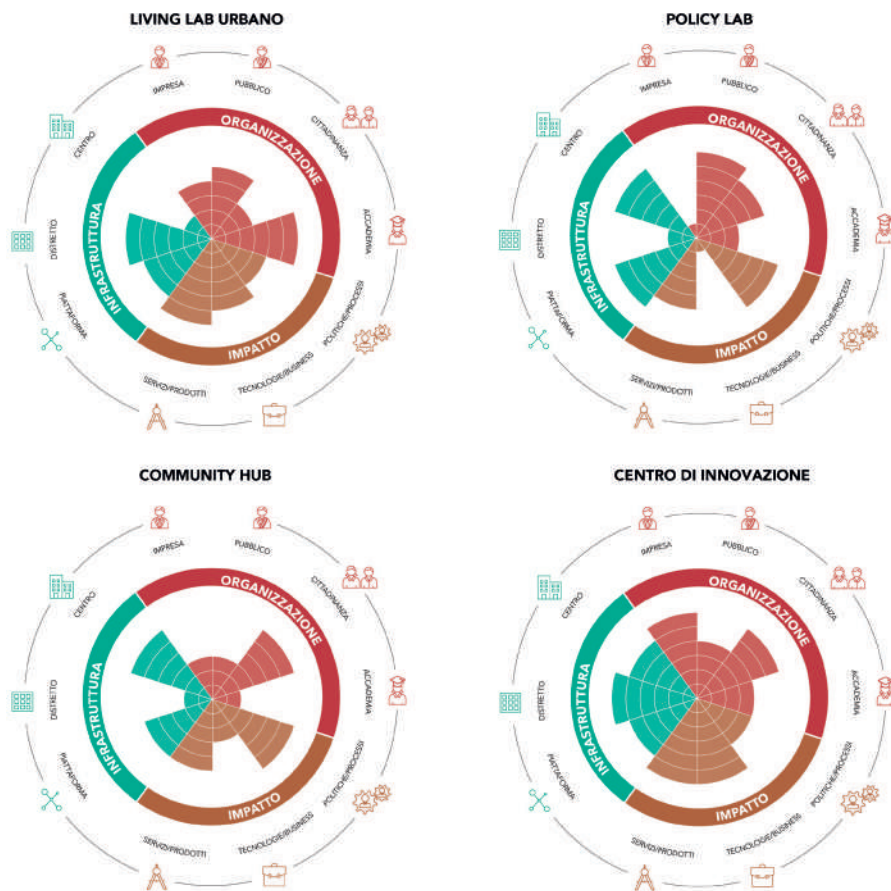 LIVING LAB URBANO
IMPRESA
PUBBLICO
CITTADINANZA
ACCADEMIA
POLITICHE/PROCESSI
TECNOLOGIE/BUSINESS
SERVIZI/PRODOTTI
PIATTAFORMA
DISTRETTO
CENTRO
ORGANIZZAZIONE
IMPATTO
INFRASTRUTTURA
POLICY LAB
IMPRESA
PUBBLICO
CITTADINANZA
ACCADEMIA
POLITICHE/PROCESSI
TECNOLOGIE/BUSINESS
SERVIZI/PRODOTTI
PIATTAFORMA
DISTRETTO
CENTRO
ORGANIZZAZIONE
IMPATTO
INFRASTRUTTURA
COMMUNITY HUB
IMPRESA
PUBBLICO
CITTADINANZA
ACCADEMIA
POLITICHE/PROCESSI
TECNOLOGIE/BUSINESS
SERVIZI/PRODOTTI
PIATTAFORMA
DISTRETTO
CENTRO
ORGANIZZAZIONE
IMPATTO
INFRASTRUTTURA
CENTRO DI INNOVAZIONE
IMPRESA
PUBBLICO
CITTADINANZA
ACCADEMIA
POLITICHE/PROCESSI
TECNOLOGIE/BUSINESS
SERVIZI/PRODOTTI
PIATTAFORMA
DISTRETTO
CENTRO
ORGANIZZAZIONE
IMPATTO
INFRASTRUTTURA